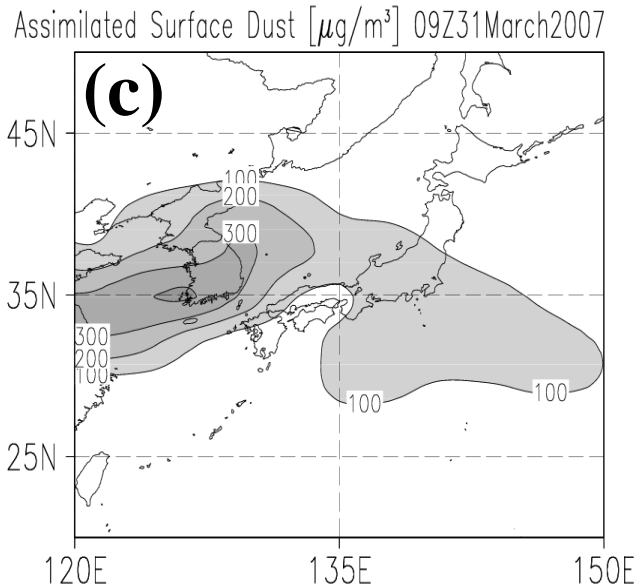 Assimilated Surface Dust [μg/m³] 09Z31March2007
(c)
45N
100
200
300
35N
300
200
100
100
100
25N
120E
135E
150E